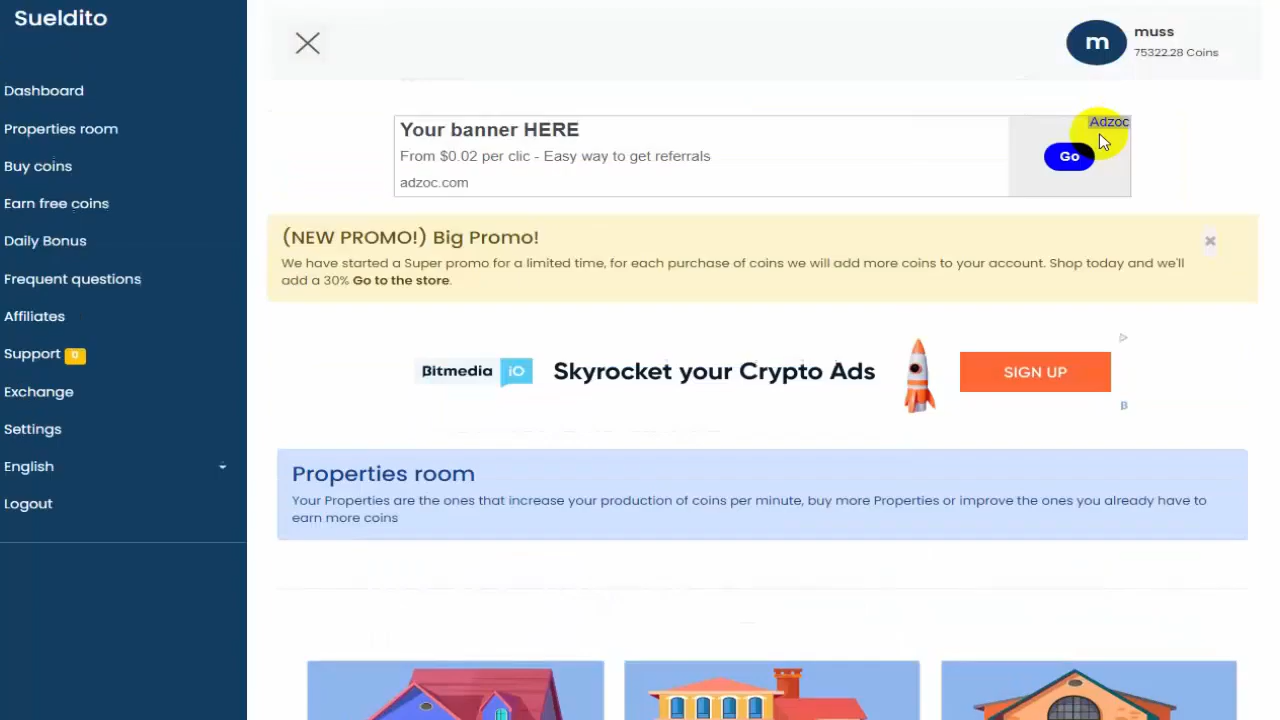 Sueldito
Dashboard
Properties room
Buy coins
Earn free coins
Daily Bonus
Frequent questions
Affiliates
Support 0
Exchange
Settings
English
Logout
m
muss
75322.28 Coins
Your banner HERE
From $0.02 per clic - Easy way to get referrals
adzoc.com
Adzoc
Go
(NEW PROMO!) Big Promo!
We have started a Super promo for a limited time, for each purchase of coins we will add more coins to your account. Shop today and we'll
add a 30% Go to the store.
Bitmedia iO
Skyrocket your Crypto Ads
SIGN UP
B
Properties room
Your Properties are the ones that increase your production of coins per minute, buy more Properties or improve the ones you already have to
earn more coins